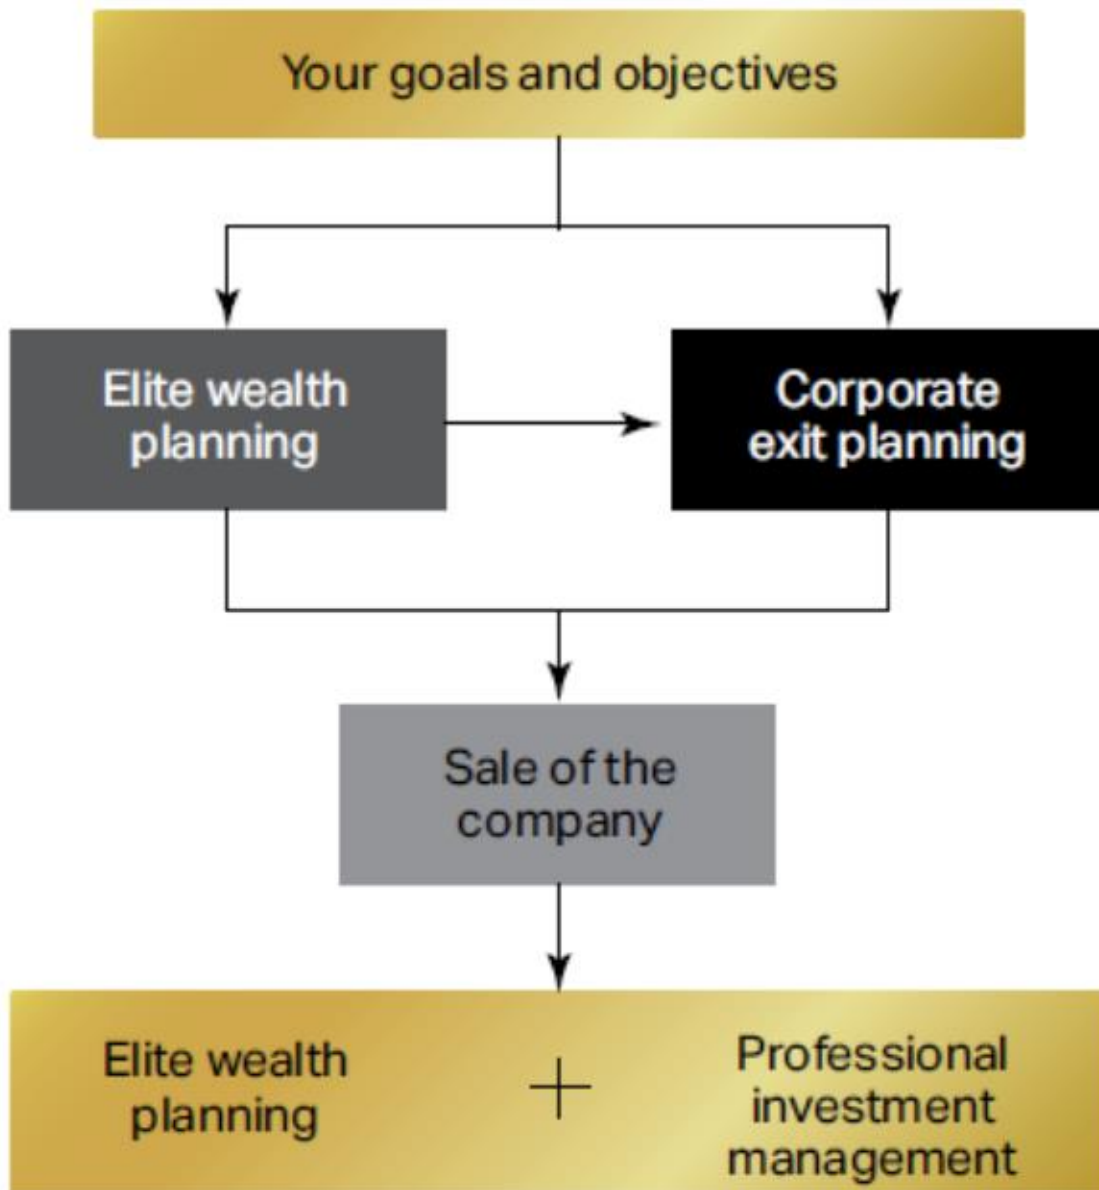 Your goals and objectives
Elite wealth
planning
Corporate
exit planning
Sale of the
company
Elite wealth
planning
+
Professional
investment
management